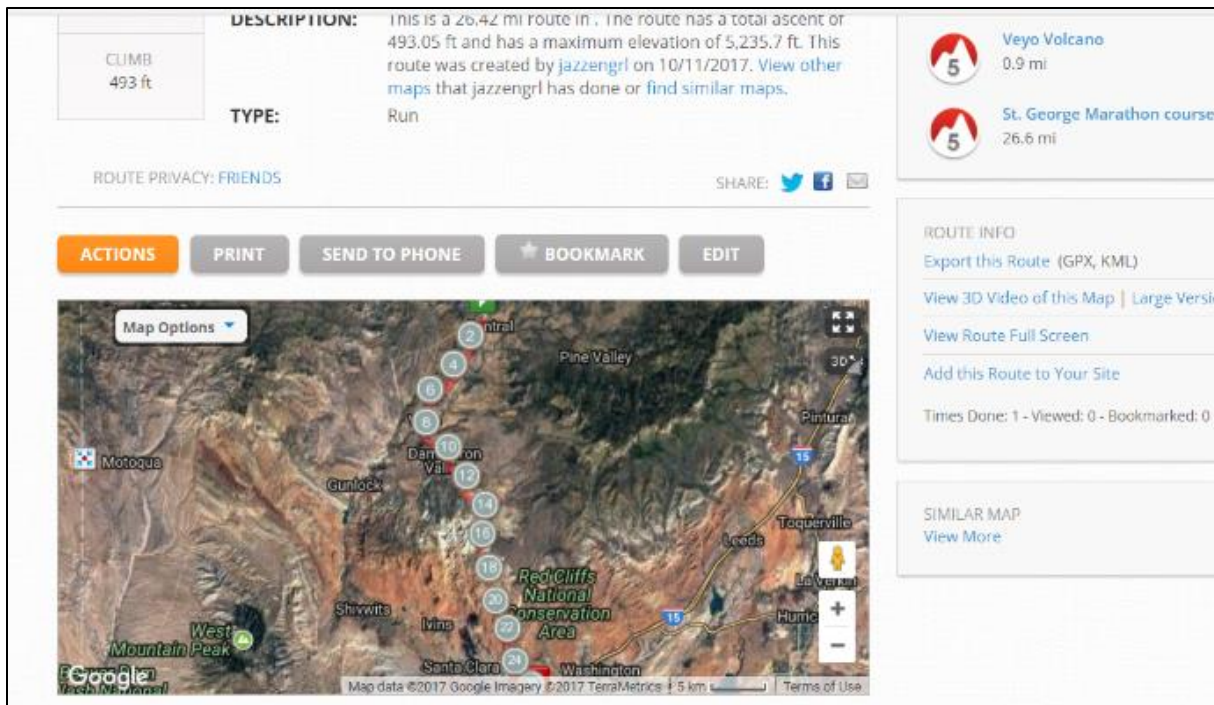 DESCRIPTION:
This is a 26.42 mi route in . The route has a total ascent of
493.05 ft and has a maximum elevation of 5,235.7 ft. This
route was created by jazzengrl on 10/11/2017. View other
maps that jazzengrl has done or find similar maps.
CLIMB
493 ft
TYPE:
Run
ROUTE PRIVACY: FRIENDS
SHARE:
ACTIONS
PRINT
SEND TO PHONE
BOOKMARK
EDIT
5
Veyo Volcano
0.9 mi
5
St. George Marathon course
26.6 mi
ROUTE INFO
Export this Route (GPX, KML)
View 3D Video of this Map | Large Versi
View Route Full Screen
Add this Route to Your Site
Times Done: 1 - Viewed: 0 - Bookmarked: 0
SIMILAR MAP
View More
Map Options
3D
ntral
2
4
6
8
10
12
14
16
18
20
22
24
Pine Valley
Pintura
15
Motoqua
Gunlock
Toquerville
Leeds
Red Cliffs
National
Conservation
Area
15
Shivwits
Ivins
West
Mountain Peak
Santa Clara
Washington
+
−
Google
Map data ©2017 Google Imagery ©2017 TerraMetrics
5 km
Terms of Use